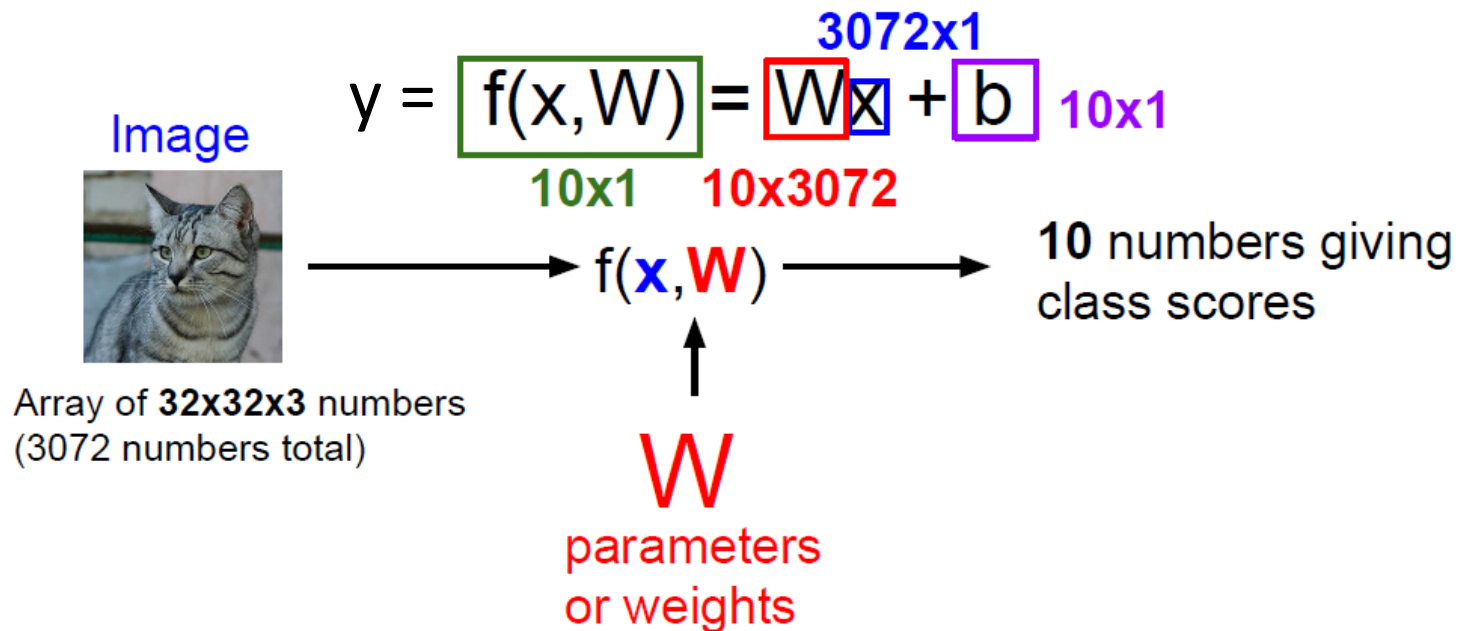 3072x1
y = f(x,W) = Wx + b 10x1
10x1 10x3072
Image
f(x,W)
10 numbers giving
class scores
Array of 32x32x3 numbers
(3072 numbers total)
W
parameters
or weights